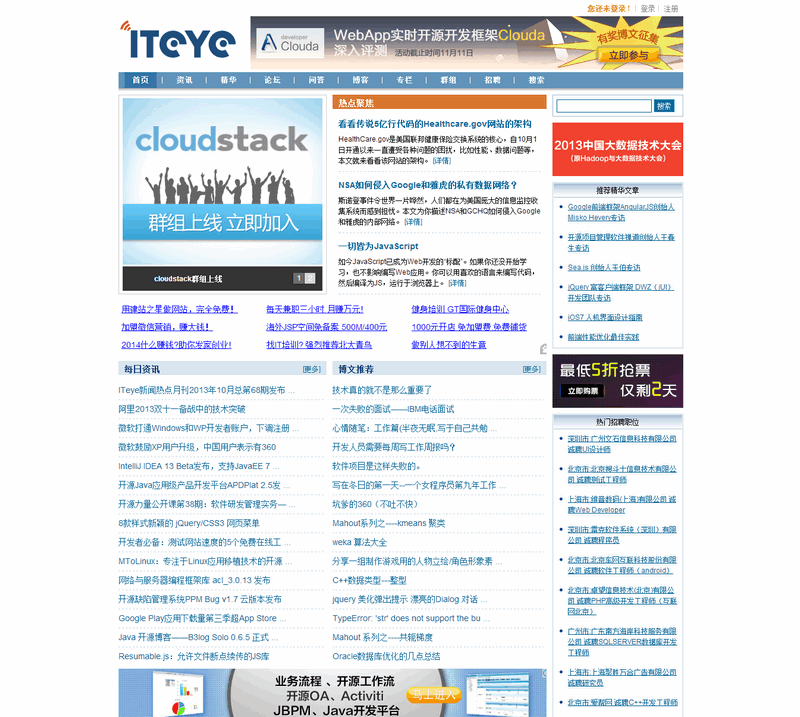 您还未登录！ | 登录 | 注册
ITeye
developer
Clouda
WebApp实时开源开发框架Clouda
深入评测 活动截止时间11月11日
有奖博文征集
立即参与
首页 | 资讯 | 精华 | 论坛 | 问答 | 博客 | 专栏 | 群组 | 招聘 | 搜索
cloudstack
群组上线 立即加入
cloudstack群组上线
1 2
热点聚焦
看看传说5亿行代码的Healthcare.gov网站的架构
HealthCare.gov是美国联邦健康保险交换系统的核心，自10月1
日开通以来一直遭受各种问题的困扰，比如性能、数据问题等，
本文就来看看该网站的架构。 [详情]
NSA如何侵入Google和雅虎的私有数据网络？
斯诺登事件令世界一片哗然，人们都在为美国庞大的信息监控收
集系统而感到担忧。本文为你描述NSA和GCHQ如何侵入Google
和雅虎的内部网络。 [详情]
一切皆为JavaScript
如今JavaScript已成为Web开发的“标配”。如果你还没开始学
习，也不影响编写Web应用。你可以用喜欢的语言来编写代码，
然后编译为JS，运行于浏览器上。 [详情]
用建站之星做网站，完全免费！
每天兼职三小时 月赚万元!
健身培训 GT国际健身中心
加盟微信营销，赚大钱！
海外JSP空间免备案 500M/400元
1000元开店 免加盟费 免费铺货
2014什么赚钱?助你发家创业!
找IT培训? 强烈推荐北大青鸟
做别人想不到的生意
每日资讯 [更多]
ITeye新闻热点月刊2013年10月总第68期发布 ...
阿里2013双十一备战中的技术突破
微软打通Windows和WP开发者账户，下调注册 ...
微软鼓励XP用户升级，中国用户表示有360
IntelliJ IDEA 13 Beta发布，支持JavaEE 7 ...
开源Java应用级产品开发平台APDPlat 2.5发 ...
开源力量公开课第38期：软件研发管理实务— ...
8款样式新颖的 jQuery/CSS3 网页菜单
开发者必备：测试网站速度的5个免费在线工 ...
MToLinux：专注于Linux应用移植技术的开源 ...
网络与服务器编程框架库 acl_3.0.13 发布
开源缺陷管理系统PPM Bug v1.7 云版本发布
Google Play应用下载量第三季超App Store ...
Java 开源博客——B3log Solo 0.6.5 正式 ...
Resumable.js：允许文件断点续传的JS库
博文推荐 [更多]
技术真的就不是那么重要了
一次失败的面试——IBM电话面试
心情随笔：工作篇(半夜无眠,写于自己共勉 ...
开发人员需要每周写工作周报吗？
软件项目是这样失败的。
写在冬日的第一天--一个女程序员第九年工作 ...
坑爹的360（不吐不快）
Mahout系列之----kmeans 聚类
weka 算法大全
分享一组制作游戏用的人物立绘/角色形象素 ...
C++数据类型---整型
jquery 美化弹出提示 漂亮的Dialog 对话 ...
TypeError: 'str' does not support the bu ...
Mahout 系列之----共轭梯度
Oracle数据库优化的几点总结
业务流程 、开源工作流
开源OA、Activiti
JBPM、Java开发平台
马上进入
搜索
2013中国大数据技术大会
(原Hadoop与大数据技术大会)
推荐精华文章
Google前端框架AngularJS创始人
Misko Hevery专访
开源项目管理软件禅道创始人王春
生专访
Sea.js 创始人王伯专访
jQuery 富客户端框架 DWZ（JUI）
开发团队专访
iOS7 人机界面设计指南
前端性能优化最佳实践
最低5折抢票
立即购票
仅剩2天
热门招聘职位
深圳市:广州文石信息科技有限公司
诚聘UI设计师
北京市:北京搜斗士信息技术有限公
司 诚聘测试工程师
上海市:维音数码(上海)有限公司 诚
聘Web Developer
深圳市:雷克软件系统（深圳）有限
公司 诚聘程序员
北京市:北京车网互联科技股份有限
公司 诚聘软件工程师（android）
北京市:卓望信息技术(北京)有限公
司 诚聘PHP高级开发工程师（互联
网北京）
广州市:广东南方海岸科技服务有限
公司 诚聘SQLSERVER数据库开发
工程师
上海市:上海聚胜万合广告有限公司
诚聘研究员
北京市:爱帮网 诚聘C++开发工程师